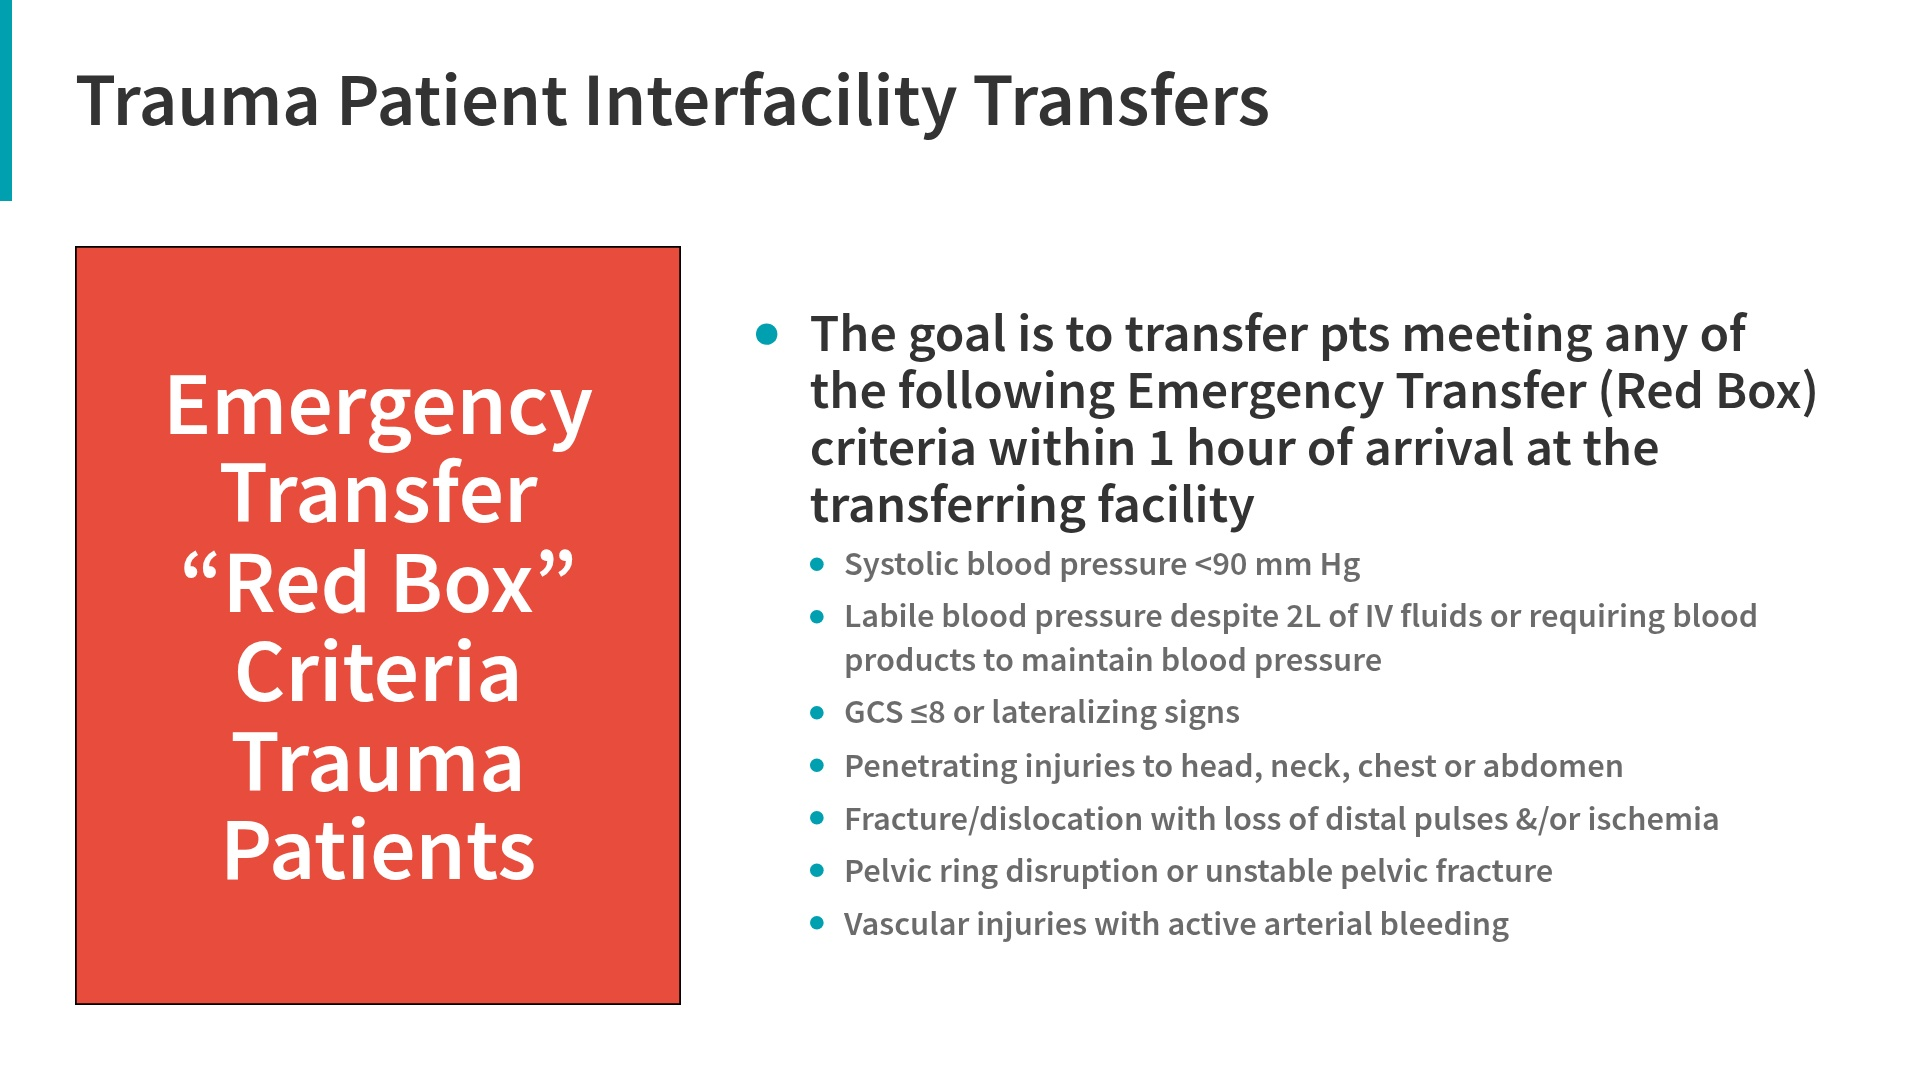 Trauma Patient Interfacility Transfers
Emergency
Transfer
“Red Box”
Criteria
Trauma
Patients
The goal is to transfer pts meeting any of
the following Emergency Transfer (Red Box)
criteria within 1 hour of arrival at the
transferring facility
Systolic blood pressure <90 mm Hg
Labile blood pressure despite 2L of IV fluids or requiring blood
products to maintain blood pressure
GCS ≤8 or lateralizing signs
Penetrating injuries to head, neck, chest or abdomen
Fracture/dislocation with loss of distal pulses &/or ischemia
Pelvic ring disruption or unstable pelvic fracture
Vascular injuries with active arterial bleeding